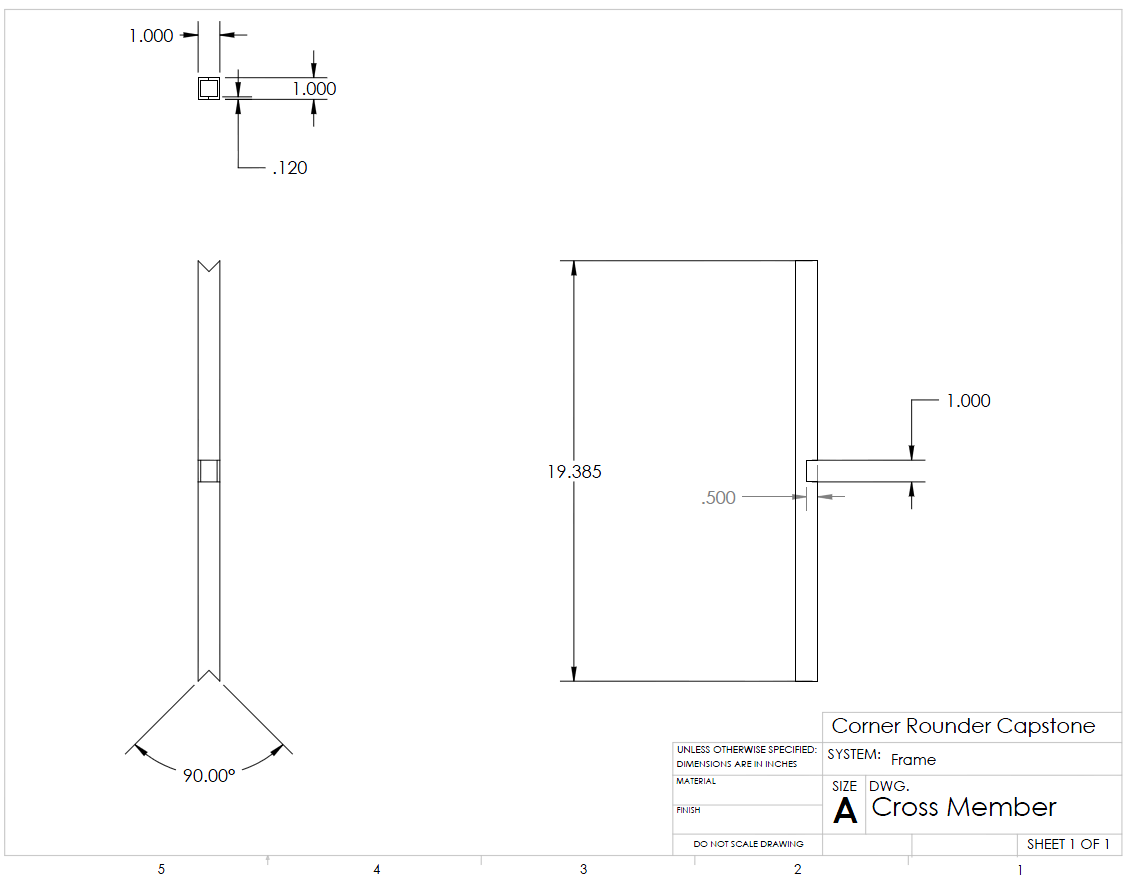 1.000
1.000
.120
1.000
19.385
.500
90.00°
Corner Rounder Capstone
UNLESS OTHERWISE SPECIFIED:
DIMENSIONS ARE IN INCHES
SYSTEM: Frame
MATERIAL
SIZE DWG.
A Cross Member
FINISH
DO NOT SCALE DRAWING
SHEET 1 OF 1
5 4 3 2 1